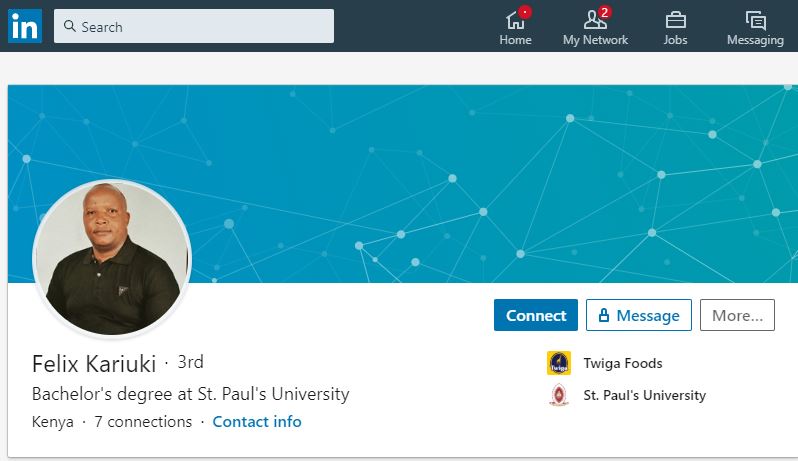 in Search
2
Home My Network Jobs Messaging
Connect Message More...
Felix Kariuki · 3rd
Twiga Twiga Foods
Bachelor's degree at St. Paul's University
St. Paul's University
Kenya · 7 connections · Contact info